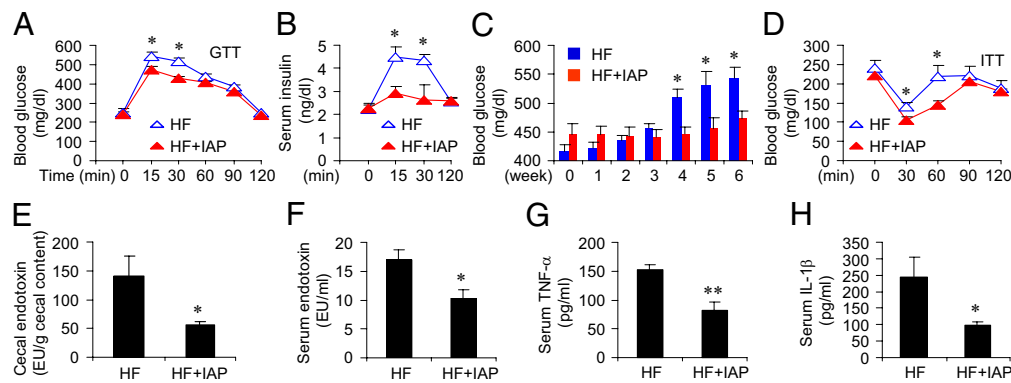 A
Blood glucose
(mg/dl)
600
500
400
300
200
100
0
* *
GTT
HF
HF+IAP
Time (min) 0 15 30 60 90 120
B
Serum insulin
(ng/dl)
5
4
3
2
1
0
* *
HF
HF+IAP
(min) 0 15 30 120
C
Blood glucose
(mg/dl)
600
550
500
450
400
HF
HF+IAP
* * *
(week) 0 1 2 3 4 5 6
D
Blood glucose
(mg/dl)
300
250
200
150
100
50
0
* *
ITT
HF
HF+IAP
(min) 0 30 60 90 120
E
Cecal endotoxin
(EU/g cecal content)
200
150
100
50
0
*
HF HF+IAP
F
Serum endotoxin
(EU/ml)
20
15
10
5
0
*
HF HF+IAP
G
Serum TNF-α
(pg/ml)
200
150
100
50
0
**
HF HF+IAP
H
Serum IL-1β
(pg/ml)
350
300
250
200
150
100
50
0
*
HF HF+IAP